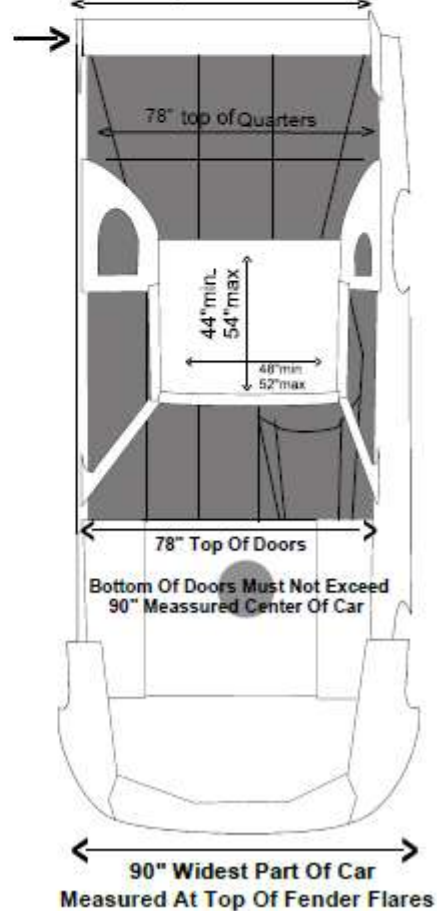 78" top of Quarters
44"min.
54"max
48"min
52"max
78" Top Of Doors
Bottom Of Doors Must Not Exceed
90" Meassured Center Of Car
90" Widest Part Of Car
Measured At Top Of Fender Flares